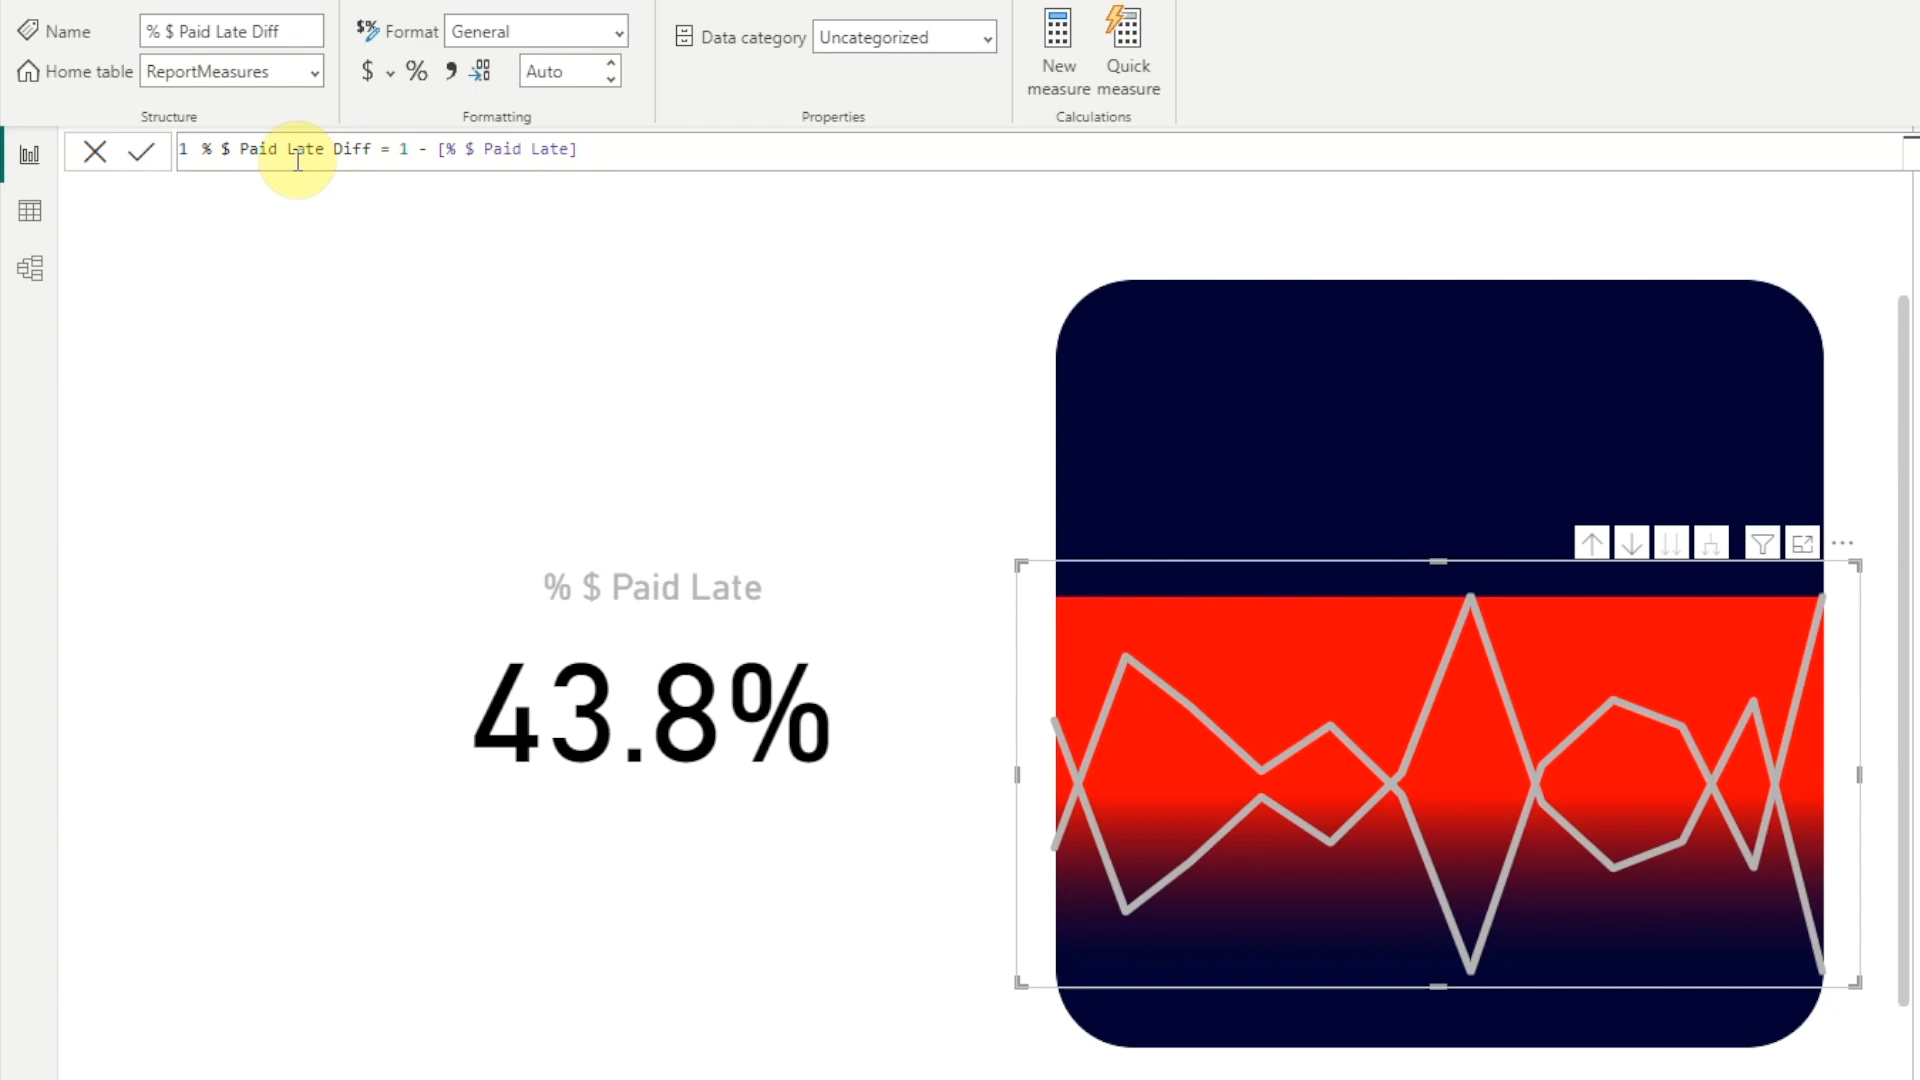 Name
% $ Paid Late Diff
Format
General
Data category
Uncategorized
New measure
Quick measure
Home table
ReportMeasures
$ % , .00
Auto
Structure
Formatting
Properties
Calculations
1 % $ Paid Late Diff = 1 - [% $ Paid Late]
% $ Paid Late
43.8%